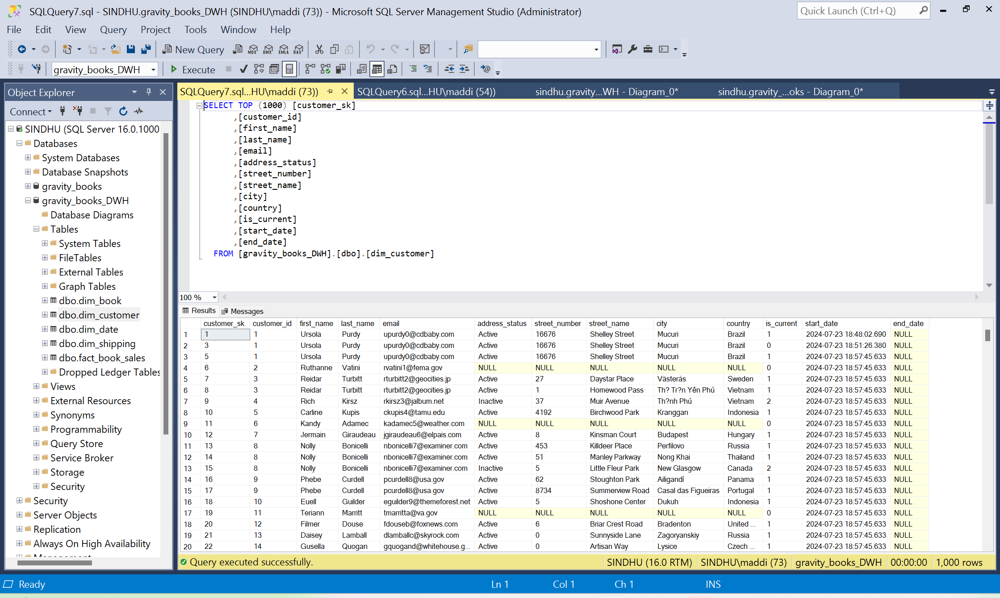 SQLQuery7.sql - SINDHU.gravity_books_DWH (SINDHU\maddi (73)) - Microsoft SQL Server Management Studio (Administrator)
Quick Launch (Ctrl+Q)
File Edit View Query Project Tools Window Help
New Query MDX DMX XMLA DAX
gravity_books_DWH Execute
Object Explorer
Connect
SINDHU (SQL Server 16.0.1000
Databases
System Databases
Database Snapshots
gravity_books
gravity_books_DWH
Database Diagrams
Tables
System Tables
FileTables
External Tables
Graph Tables
dbo.dim_book
dbo.dim_customer
dbo.dim_date
dbo.dim_shipping
dbo.fact_book_sales
Dropped Ledger Tables
Views
External Resources
Synonyms
Programmability
Query Store
Service Broker
Storage
Security
Security
Server Objects
Replication
Always On High Availability
Management
SQLQuery7.sql...HU\maddi (73)) SQLQuery6.sql...HU\maddi (54)) sindhu.gravity...WH - Diagram_0* sindhu.gravity_...oks - Diagram_0*
SELECT TOP (1000) [customer_sk]
,[customer_id]
,[first_name]
,[last_name]
,[email]
,[address_status]
,[street_number]
,[street_name]
,[city]
,[country]
,[is_current]
,[start_date]
,[end_date]
FROM [gravity_books_DWH].[dbo].[dim_customer]
100 %
Results Messages
customer_sk customer_id first_name last_name email address_status street_number street_name city country is_current start_date end_date
1 1 1 Ursola Purdy upurdy0@cdbaby.com Active 16676 Shelley Street Mucuri Brazil 1 2024-07-23 18:48:02.690 NULL
2 3 1 Ursola Purdy upurdy0@cdbaby.com Active 16676 Shelley Street Mucuri Brazil 0 2024-07-23 18:51:26.380 NULL
3 5 1 Ursola Purdy upurdy0@cdbaby.com Active 16676 Shelley Street Mucuri Brazil 1 2024-07-23 18:57:45.633 NULL
4 6 2 Ruthanne Vatini rvatini1@fema.gov NULL NULL NULL NULL NULL 0 2024-07-23 18:57:45.633 NULL
5 7 3 Reidar Turbitt rturbitt2@geocities.jp Active 27 Daystar Place Västerås Sweden 1 2024-07-23 18:57:45.633 NULL
6 8 3 Reidar Turbitt rturbitt2@geocities.jp Active 1 Homewood Pass Th? Tr?n Yên Phú Vietnam 1 2024-07-23 18:57:45.633 NULL
7 9 4 Rich Kirsz rkirsz3@jalbum.net Inactive 37 Muir Avenue Th?nh Phú Vietnam 2 2024-07-23 18:57:45.633 NULL
8 10 5 Carline Kupis ckupis4@tamu.edu Active 4192 Birchwood Park Kranggan Indonesia 1 2024-07-23 18:57:45.633 NULL
9 11 6 Kandy Adamec kadamec5@weather.com NULL NULL NULL NULL NULL 0 2024-07-23 18:57:45.633 NULL
10 12 7 Jermain Giraudeau jgiraudeau6@elpais.com Active 8 Kinsman Court Budapest Hungary 1 2024-07-23 18:57:45.633 NULL
11 13 8 Nolly Bonicelli nbonicelli7@examiner.com Active 453 Killdeer Place Perfilovo Russia 1 2024-07-23 18:57:45.633 NULL
12 14 8 Nolly Bonicelli nbonicelli7@examiner.com Active 51 Manley Parkway Nong Khai Thailand 1 2024-07-23 18:57:45.633 NULL
13 15 8 Nolly Bonicelli nbonicelli7@examiner.com Inactive 5 Little Fleur Park New Glasgow Canada 2 2024-07-23 18:57:45.633 NULL
14 16 9 Phebe Curdell pcurdell8@usa.gov Active 62 Stoughton Park Ailigandí Panama 1 2024-07-23 18:57:45.633 NULL
15 17 9 Phebe Curdell pcurdell8@usa.gov Active 8734 Summerview Road Casal das Figueiras Portugal 1 2024-07-23 18:57:45.633 NULL
16 18 10 Euell Guilder eguilder9@themeforest.net Active 5 Shoshone Center Dukuh Indonesia 1 2024-07-23 18:57:45.633 NULL
17 19 11 Teriann Marritt tmarritta@va.gov NULL NULL NULL NULL NULL 0 2024-07-23 18:57:45.633 NULL
18 20 12 Filmer Douse fdouseb@foxnews.com Active 6 Briar Crest Road Bradenton United ... 1 2024-07-23 18:57:45.633 NULL
19 21 13 Daisey Lamball dlamballc@skyrock.com Active 0 Sunnyside Lane Zagoryanskiy Russia 1 2024-07-23 18:57:45.633 NULL
20 22 14 Gusella Quogan gquogand@whitehouse.g... Active 0 Artisan Way Lysice Czech ... 1 2024-07-23 18:57:45.633 NULL
Query executed successfully. SINDHU (16.0 RTM) SINDHU\maddi (73) gravity_books_DWH 00:00:00 1,000 rows
Ready Ln 1 Col 1 Ch 1 INS